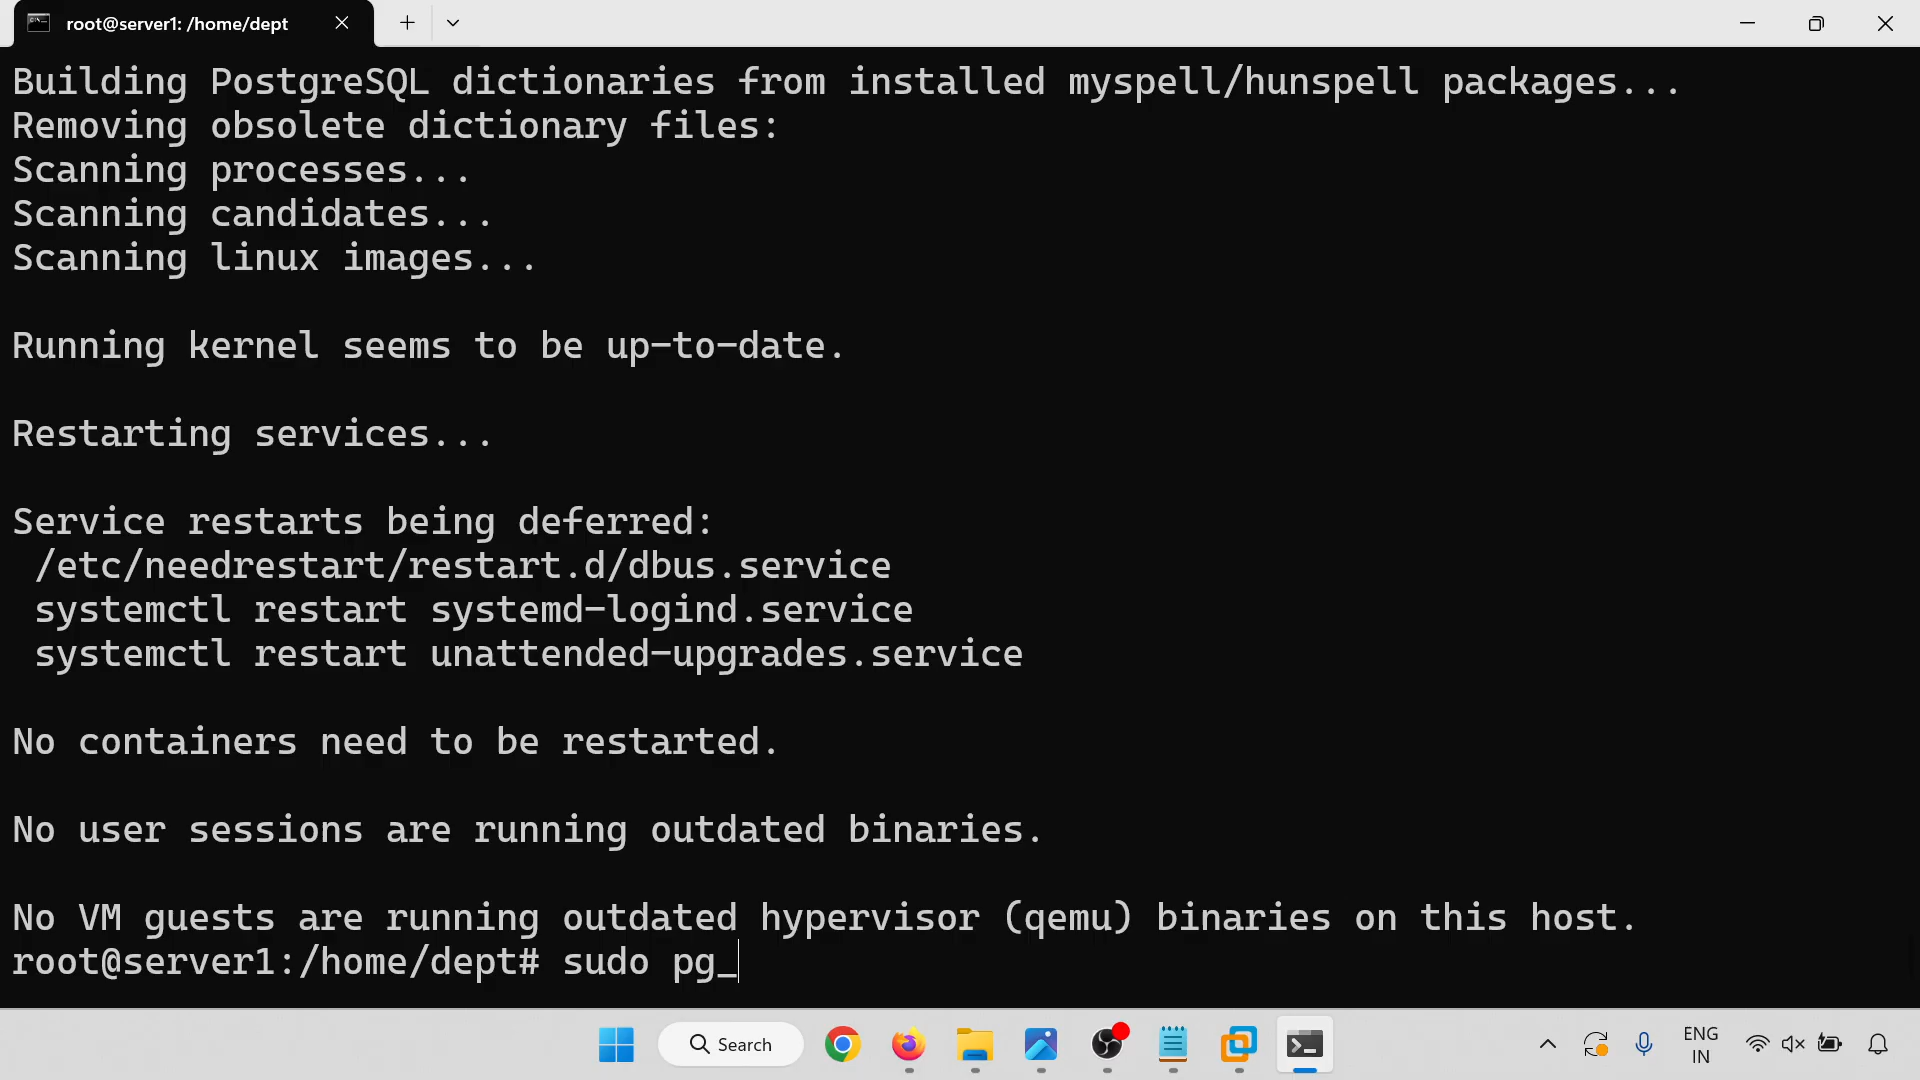 root@server1: /home/dept
Building PostgreSQL dictionaries from installed myspell/hunspell packages...
Removing obsolete dictionary files:
Scanning processes...
Scanning candidates...
Scanning linux images...
Running kernel seems to be up-to-date.
Restarting services...
Service restarts being deferred:
/etc/needrestart/restart.d/dbus.service
systemctl restart systemd-logind.service
systemctl restart unattended-upgrades.service
No containers need to be restarted.
No user sessions are running outdated binaries.
No VM guests are running outdated hypervisor (qemu) binaries on this host.
root@server1:/home/dept# sudo pg_
Search
ENG
IN